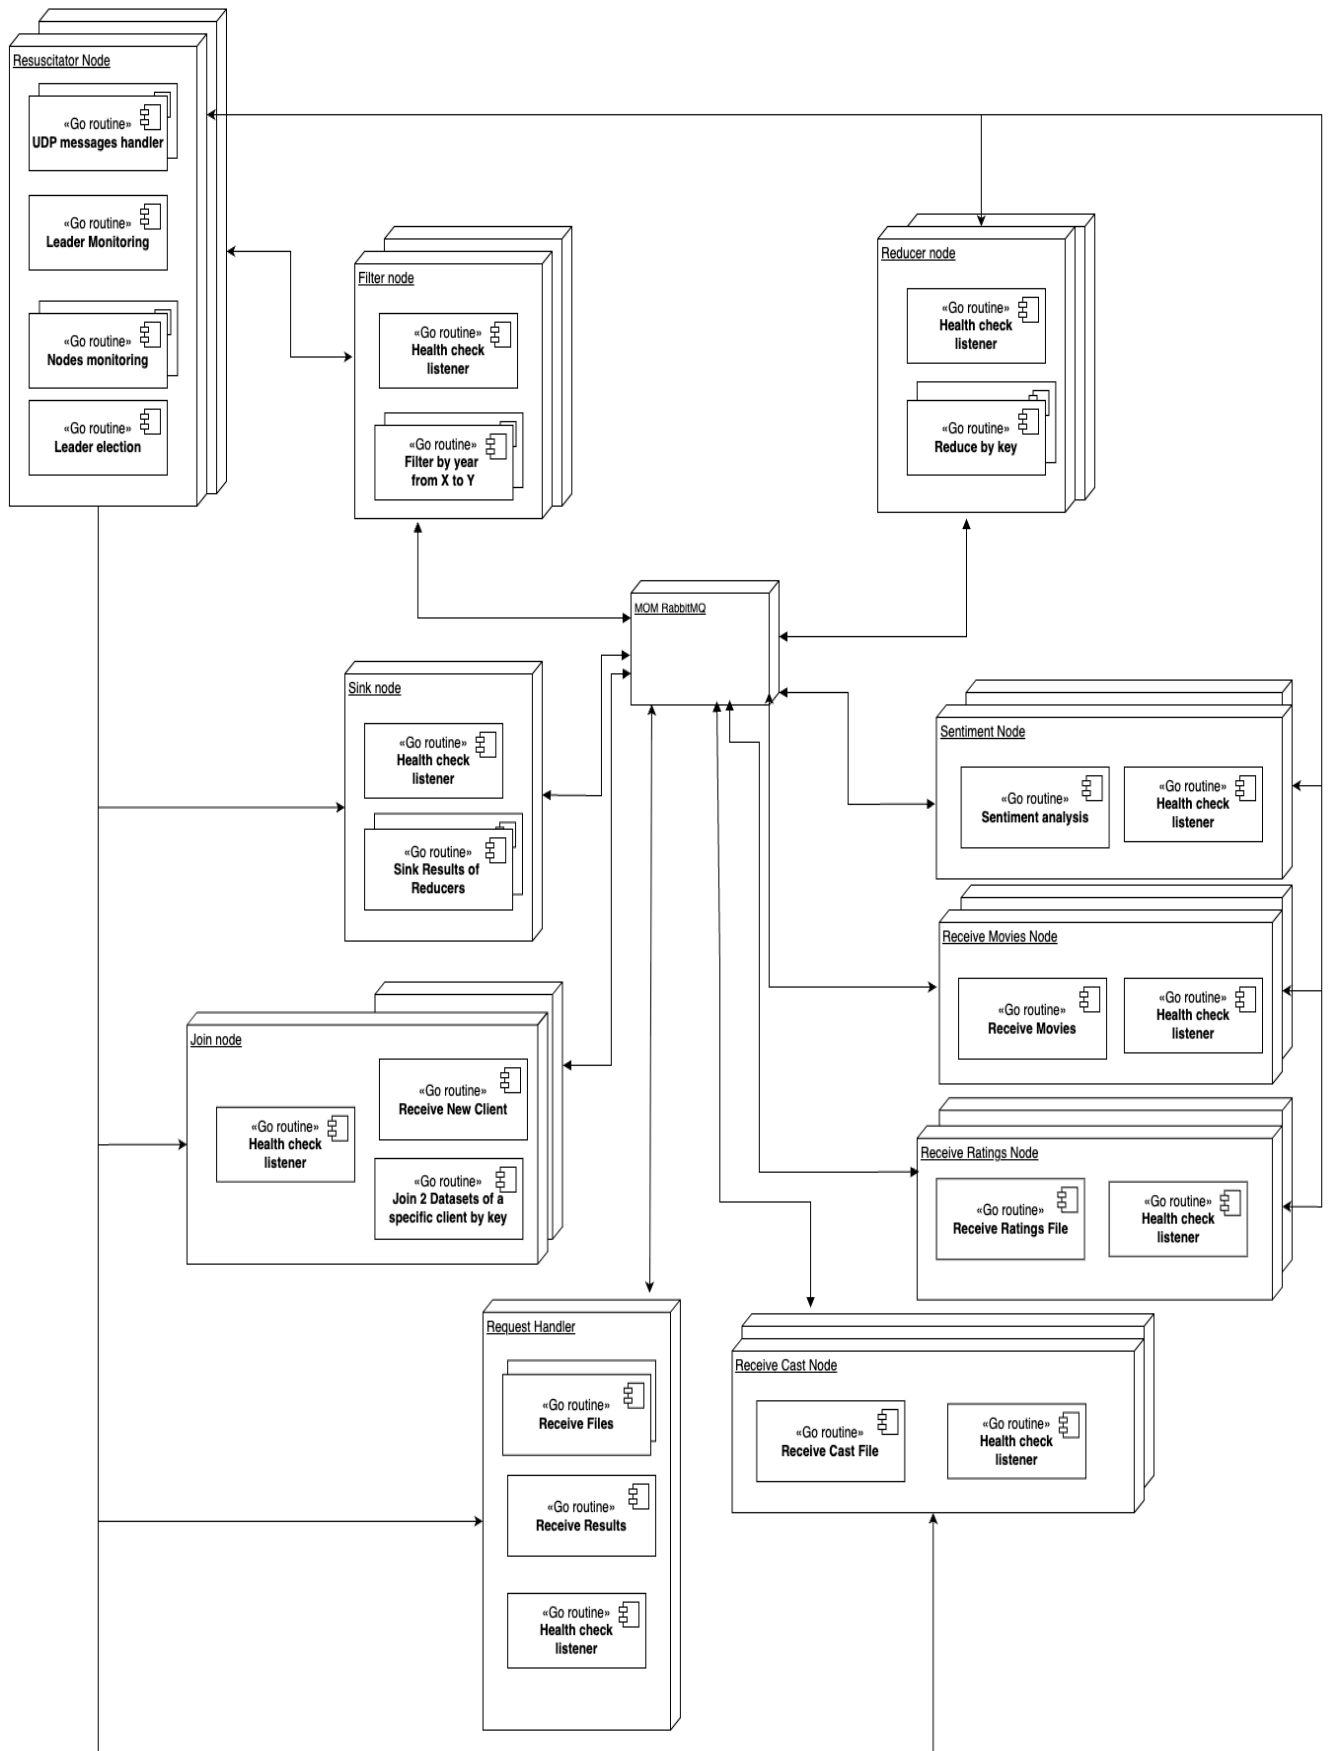 Resuscitator Node
«Go routine»
UDP messages handler
«Go routine»
Leader Monitoring
«Go routine»
Nodes monitoring
«Go routine»
Leader election
Filter node
«Go routine»
Health check
listener
«Go routine»
Filter by year
from X to Y
Reducer node
«Go routine»
Health check
listener
«Go routine»
Reduce by key
MOM RabbitMQ
Sink node
«Go routine»
Health check
listener
«Go routine»
Sink Results of
Reducers
Sentiment Node
«Go routine»
Sentiment analysis
«Go routine»
Health check
listener
Receive Movies Node
«Go routine»
Receive Movies
«Go routine»
Health check
listener
Join node
«Go routine»
Health check
listener
«Go routine»
Receive New Client
«Go routine»
Join 2 Datasets of a
specific client by key
Receive Ratings Node
«Go routine»
Receive Ratings File
«Go routine»
Health check
listener
Request Handler
«Go routine»
Receive Files
«Go routine»
Receive Results
«Go routine»
Health check
listener
Receive Cast Node
«Go routine»
Receive Cast File
«Go routine»
Health check
listener